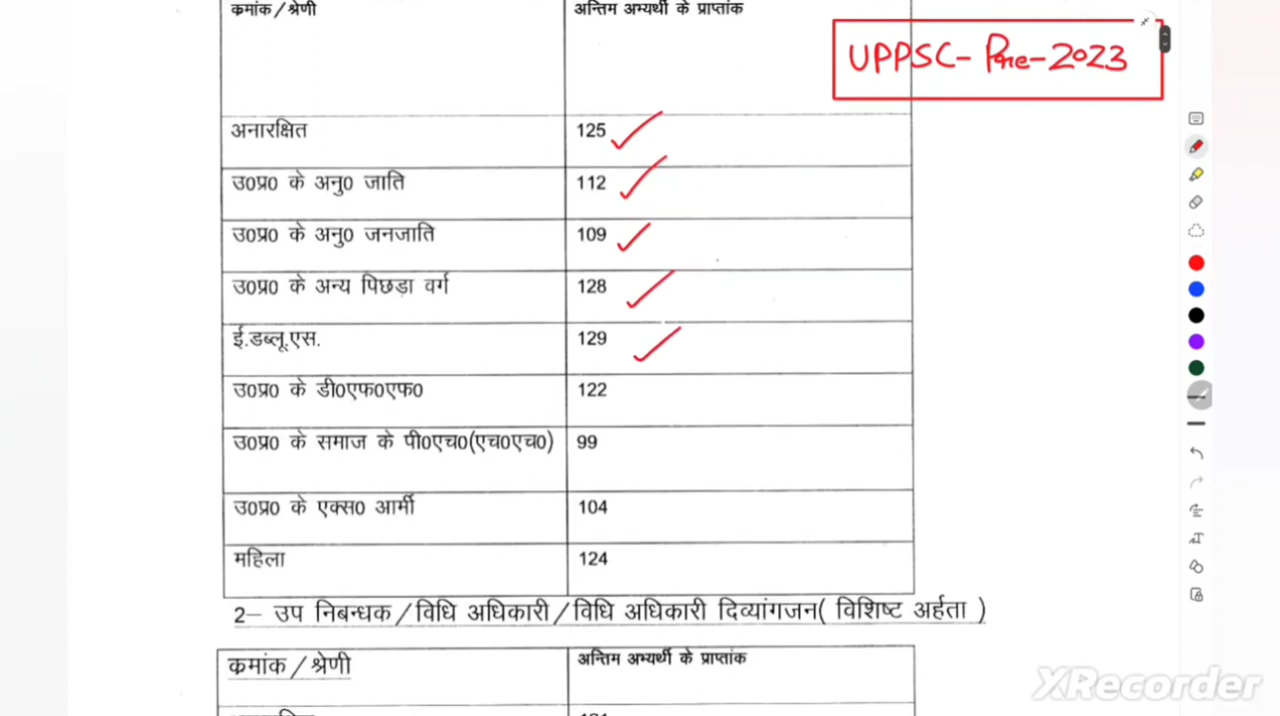 क्रमांक/श्रेणी अन्तिम अभ्यर्थी के प्राप्तांक
UPPSC- Pre-2023
अनारक्षित 125
उ0प्र0 के अनु0 जाति 112
उ0प्र0 के अनु0 जनजाति 109
उ0प्र0 के अन्य पिछड़ा वर्ग 128
ई.डब्लू.एस. 129
उ0प्र0 के डी0एफ0एफ0 122
उ0प्र0 के समाज के पी0एच0(एच0एच0) 99
उ0प्र0 के एक्स0 आर्मी 104
महिला 124
2– उप निबन्धक/विधि अधिकारी/विधि अधिकारी दिव्यांगजन( विशिष्ट अर्हता )
क्रमांक/श्रेणी अन्तिम अभ्यर्थी के प्राप्तांक
XRecorder